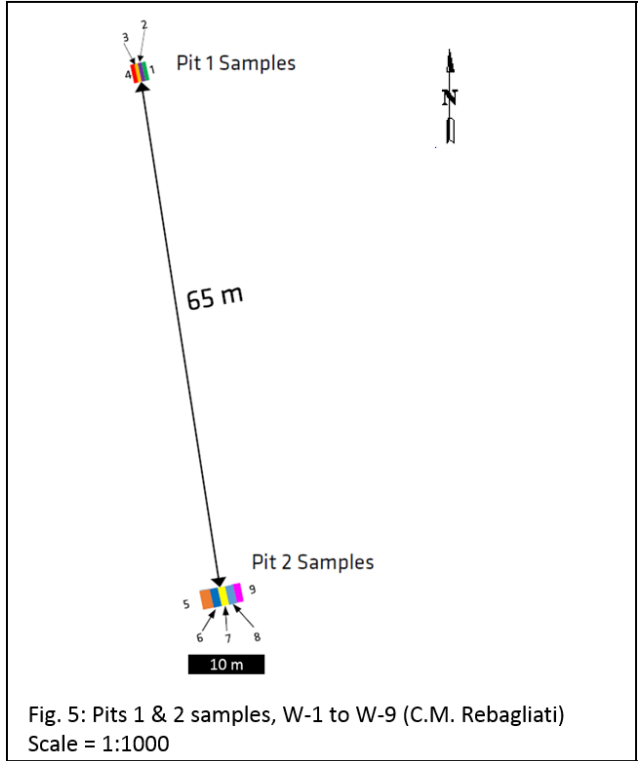 2
3
4
1
Pit 1 Samples
N
65 m
Pit 2 Samples
5
9
6
7
8
10 m
Fig. 5: Pits 1 & 2 samples, W-1 to W-9 (C.M. Rebagliati)
Scale = 1:1000